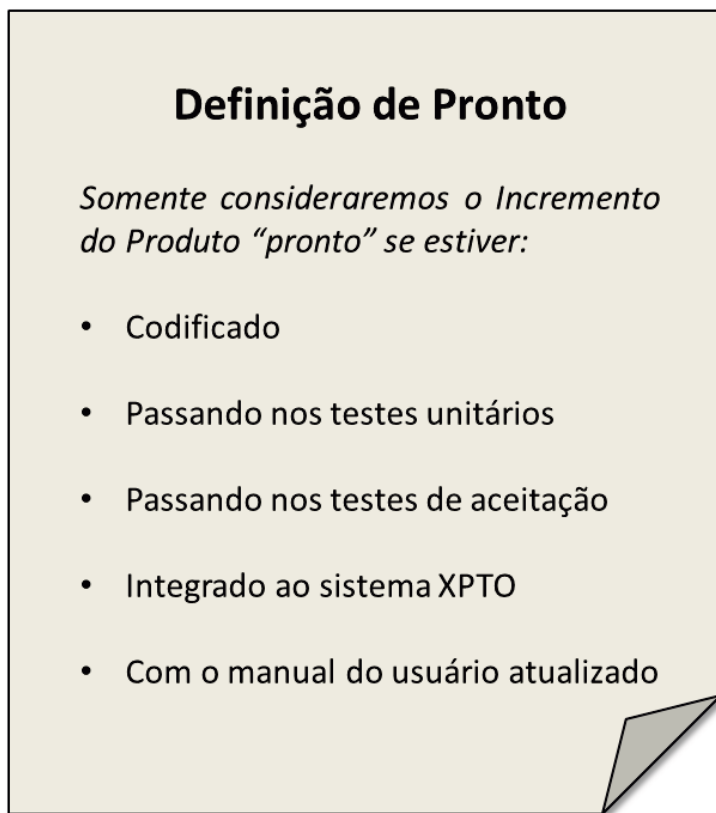 Definição de Pronto
Somente consideraremos o Incremento
do Produto “pronto” se estiver:
• Codificado
• Passando nos testes unitários
• Passando nos testes de aceitação
• Integrado ao sistema XPTO
• Com o manual do usuário atualizado